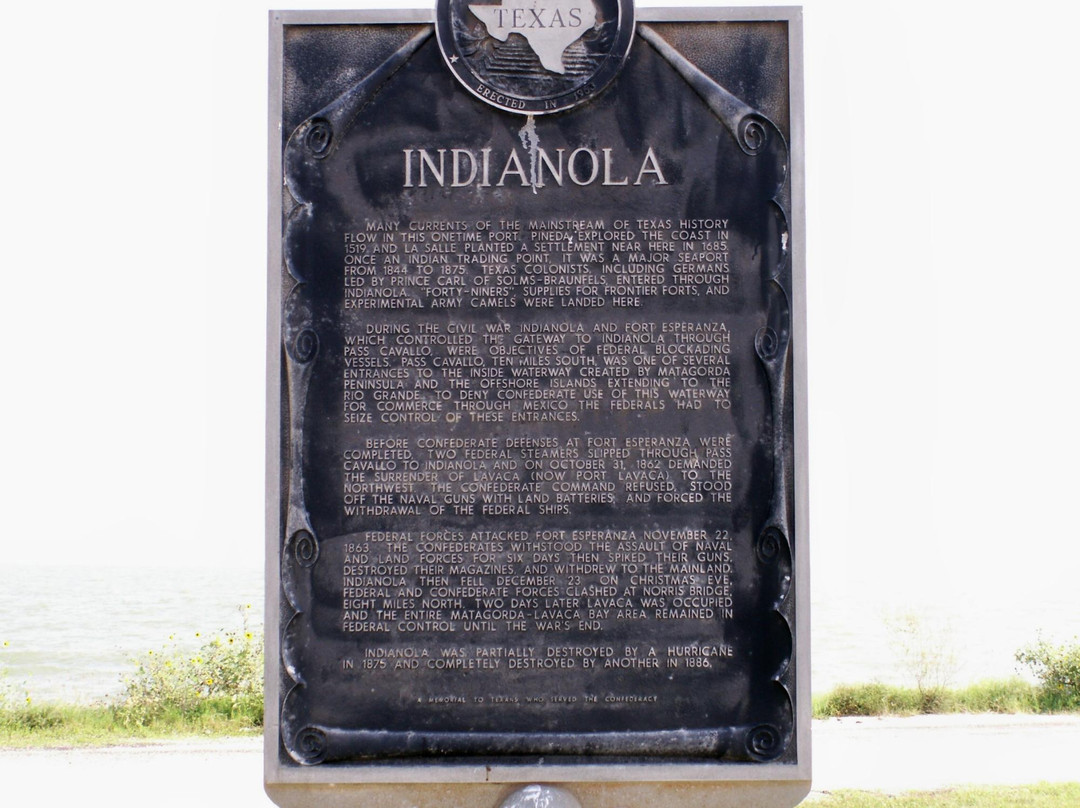 TEXAS
ERECTED IN
INDIANOLA
MANY CURRENTS OF THE MAINSTREAM OF TEXAS HISTORY
FLOW IN THIS ONETIME PORT. PINEDA EXPLORED THE COAST IN
1519, AND LA SALLE PLANTED A SETTLEMENT NEAR HERE IN 1685.
ONCE AN INDIAN TRADING POINT, IT WAS A MAJOR SEAPORT
FROM 1844 TO 1875. TEXAS COLONISTS, INCLUDING GERMANS
LED BY PRINCE CARL OF SOLMS-BRAUNFELS, ENTERED THROUGH
INDIANOLA. "FORTY-NINERS", SUPPLIES FOR FRONTIER FORTS, AND
EXPERIMENTAL ARMY CAMELS WERE LANDED HERE.
DURING THE CIVIL WAR INDIANOLA AND FORT ESPERANZA,
WHICH CONTROLLED THE GATEWAY TO INDIANOLA THROUGH
PASS CAVALLO, WERE OBJECTIVES OF FEDERAL BLOCKADING
VESSELS. PASS CAVALLO, TEN MILES SOUTH, WAS ONE OF SEVERAL
ENTRANCES TO THE INSIDE WATERWAY CREATED BY MATAGORDA
PENINSULA AND THE OFFSHORE ISLANDS EXTENDING TO THE
RIO GRANDE. TO DENY CONFEDERATE USE OF THIS WATERWAY
FOR COMMERCE THROUGH MEXICO THE FEDERALS HAD TO
SEIZE CONTROL OF THESE ENTRANCES.
BEFORE CONFEDERATE DEFENSES AT FORT ESPERANZA WERE
COMPLETED, TWO FEDERAL STEAMERS SLIPPED THROUGH PASS
CAVALLO TO INDIANOLA AND ON OCTOBER 31, 1862 DEMANDED
THE SURRENDER OF LAVACA (NOW PORT LAVACA) TO THE
NORTHWEST. THE CONFEDERATE COMMAND REFUSED, STOOD
OFF THE NAVAL GUNS WITH LAND BATTERIES, AND FORCED THE
WITHDRAWAL OF THE FEDERAL SHIPS.
FEDERAL FORCES ATTACKED FORT ESPERANZA NOVEMBER 22,
1863. THE CONFEDERATES WITHSTOOD THE ASSAULT OF NAVAL
AND LAND FORCES FOR SIX DAYS THEN SPIKED THEIR GUNS,
DESTROYED THEIR MAGAZINES, AND WITHDREW TO THE MAINLAND.
INDIANOLA THEN FELL DECEMBER 23. ON CHRISTMAS EVE,
FEDERAL AND CONFEDERATE FORCES CLASHED AT NORRIS BRIDGE,
EIGHT MILES NORTH. TWO DAYS LATER LAVACA WAS OCCUPIED
AND THE ENTIRE MATAGORDA-LAVACA BAY AREA REMAINED IN
FEDERAL CONTROL UNTIL THE WAR'S END.
INDIANOLA WAS PARTIALLY DESTROYED BY A HURRICANE
IN 1875 AND COMPLETELY DESTROYED BY ANOTHER IN 1886.
A MEMORIAL TO TEXANS WHO SERVED THE CONFEDERACY